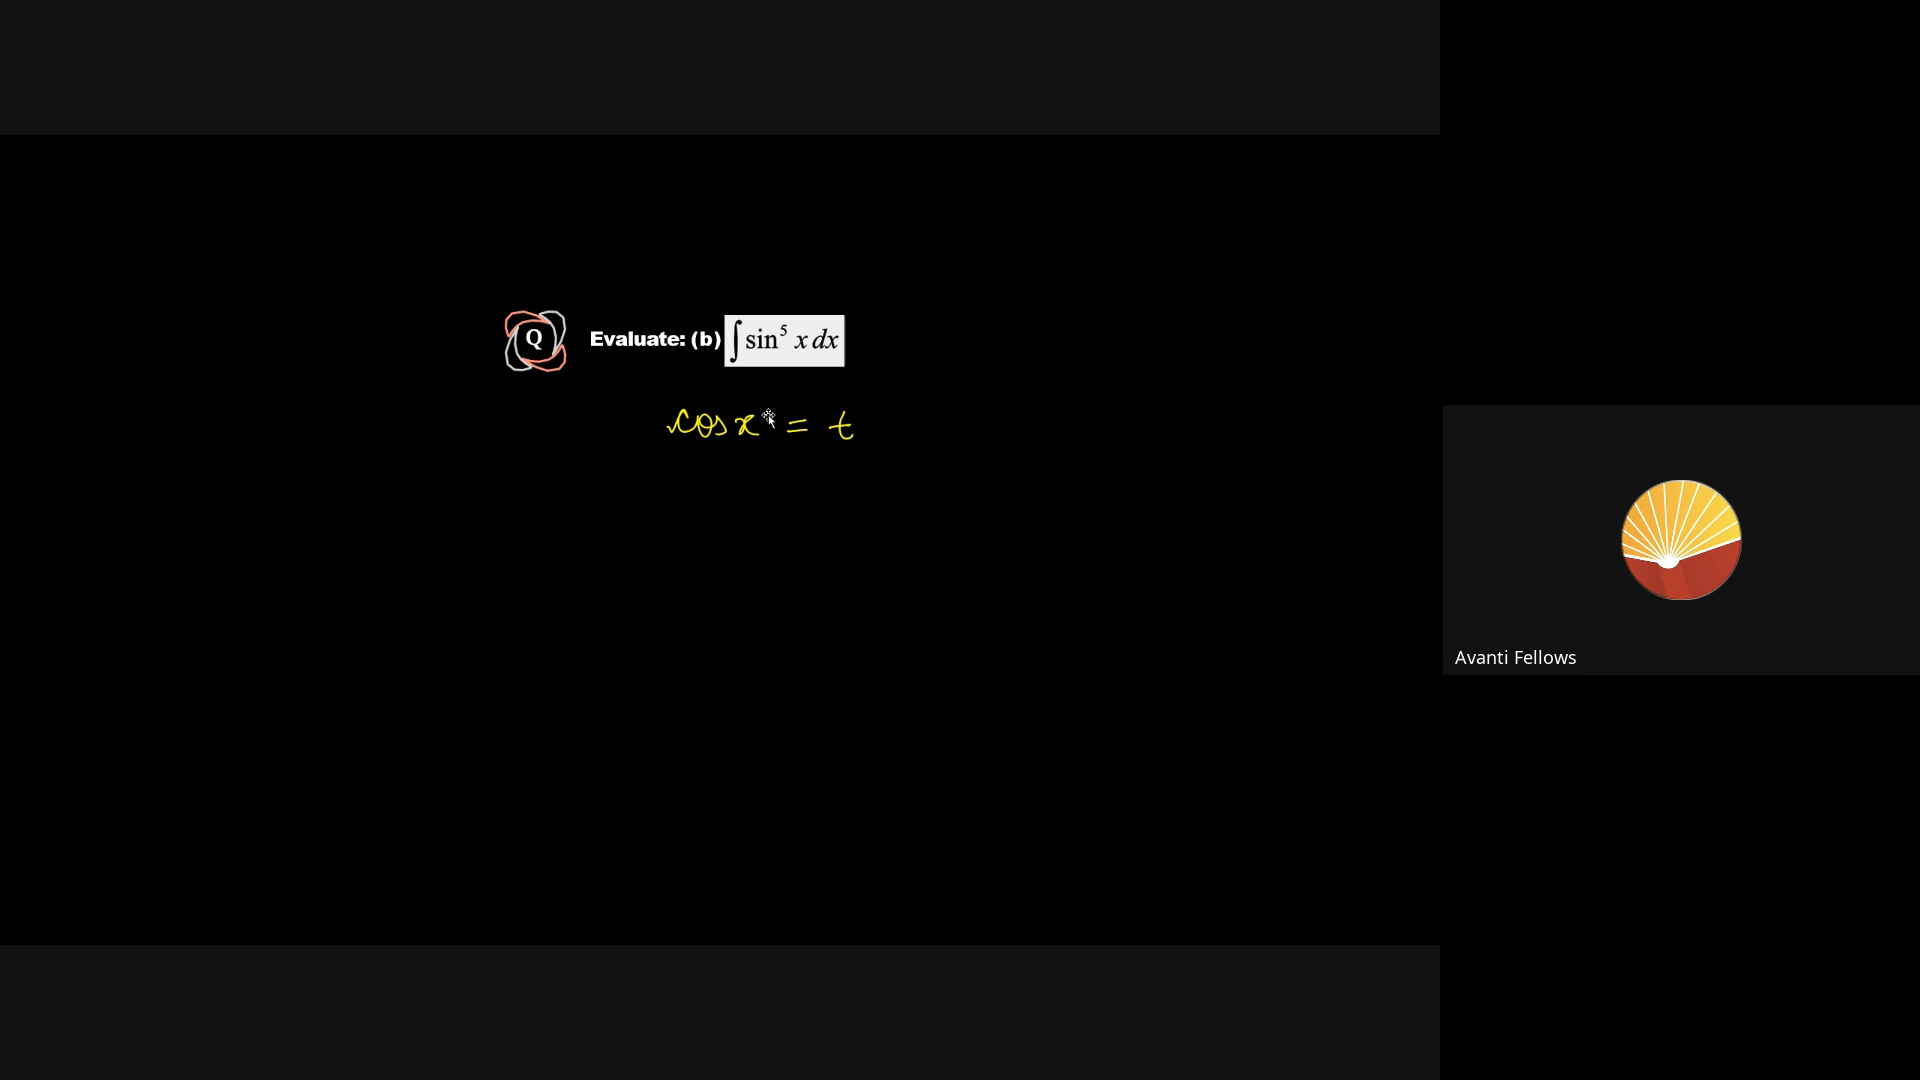 Q Evaluate: (b) ∫ sin⁵ x dx
cos x = t
Avanti Fellows